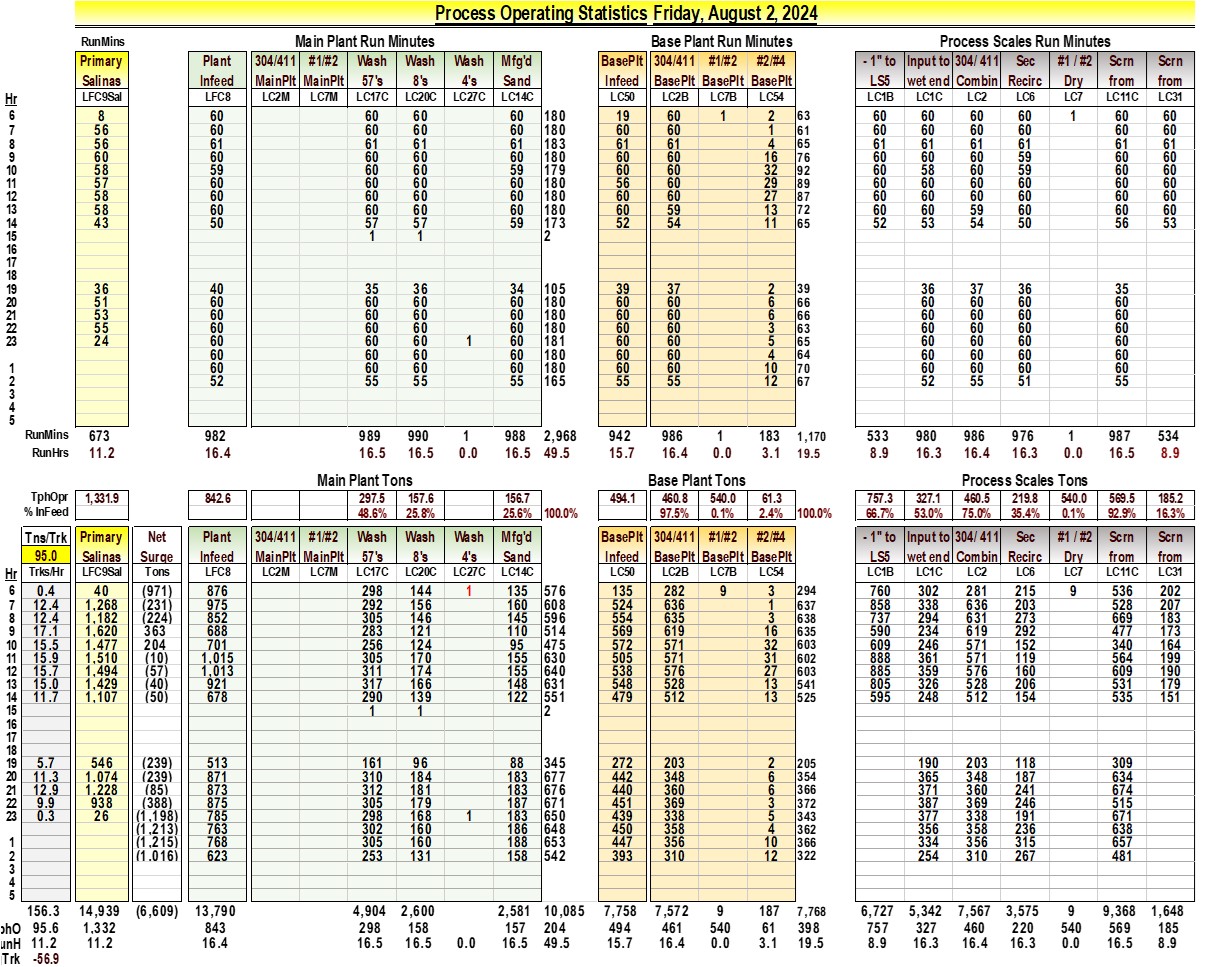 Process Operating Statistics Friday, August 2, 2024
RunMins Main Plant Run Minutes Base Plant Run Minutes Process Scales Run Minutes
Primary Plant 304/411 #1/#2 Wash Wash Wash Mfg'd BasePlt 304/411 #1/#2 #2/#4 - 1" to Input to 304/ 411 Sec #1 / #2 Scrn Scrn
Salinas Infeed MainPlt MainPlt 57's 8's 4's Sand Infeed BasePlt BasePlt BasePlt LS5 wet end Combin Recirc Dry from from
Hr LFC9Sal LFC8 LC2M LC7M LC17C LC20C LC27C LC14C LC50 LC2B LC7B LC54 LC1B LC1C LC2 LC6 LC7 LC11C LC31
6 8 60 60 60 60 180 19 60 1 2 63 60 60 60 60 1 60 60
7 56 60 60 60 60 180 60 60 1 61 60 60 60 60 60 60
8 56 61 61 61 61 183 61 61 4 65 61 61 61 61 61 61
9 60 60 60 60 60 180 60 60 16 76 60 60 60 59 60 60
10 58 59 60 60 59 179 60 60 32 92 60 58 60 59 60 60
11 57 60 60 60 60 180 56 60 29 89 60 60 60 60 60 60
12 58 60 60 60 60 180 60 60 27 87 60 60 60 60 60 60
13 58 60 60 60 60 180 60 59 13 72 60 60 59 60 60 60
14 43 50 57 57 59 173 52 54 11 65 52 53 54 50 56 53
15 1 1 2
16
17
18
19 36 40 35 36 34 105 39 37 2 39 36 37 36 35
20 51 60 60 60 60 180 60 60 6 66 60 60 60 60
21 53 60 60 60 60 180 60 60 6 66 60 60 60 60
22 55 60 60 60 60 180 60 60 3 63 60 60 60 60
23 24 60 60 60 1 60 181 60 60 5 65 60 60 60 60
60 60 60 60 180 60 60 4 64 60 60 60 60
1 60 60 60 60 180 60 60 10 70 60 60 60 60
2 52 55 55 55 165 55 55 12 67 52 55 51 55
3
4
5
RunMins 673 982 989 990 1 988 2,968 942 986 1 183 1,170 533 980 986 976 1 987 534
RunHrs 11.2 16.4 16.5 16.5 0.0 16.5 49.5 15.7 16.4 0.0 3.1 19.5 8.9 16.3 16.4 16.3 0.0 16.5 8.9
Main Plant Tons Base Plant Tons Process Scales Tons
TphOpr 1,331.9 842.6 297.5 157.6 156.7 494.1 460.8 540.0 61.3 757.3 327.1 460.5 219.8 540.0 569.5 185.2
% InFeed 48.6% 25.8% 25.6% 100.0% 97.5% 0.1% 2.4% 100.0% 66.7% 53.0% 75.0% 35.4% 0.1% 92.9% 16.3%
Tns/Trk Primary Net Plant 304/411 #1/#2 Wash Wash Wash Mfg'd BasePlt 304/411 #1/#2 #2/#4 - 1" to Input to 304/ 411 Sec #1 / #2 Scrn Scrn
95.0 Salinas Surge Infeed MainPlt MainPlt 57's 8's 4's Sand Infeed BasePlt BasePlt BasePlt LS5 wet end Combin Recirc Dry from from
Hr Trks/Hr LFC9Sal Tons LFC8 LC2M LC7M LC17C LC20C LC27C LC14C LC50 LC2B LC7B LC54 LC1B LC1C LC2 LC6 LC7 LC11C LC31
6 0.4 40 (971) 876 298 144 1 135 576 135 282 9 3 294 760 302 281 215 9 536 202
7 12.4 1,268 (231) 975 292 156 160 608 524 636 1 637 858 338 636 203 528 207
8 12.4 1,182 (224) 852 305 146 145 596 554 635 3 638 737 294 631 273 669 183
9 17.1 1,620 363 688 283 121 110 514 569 619 16 635 590 234 619 292 477 173
10 15.5 1,477 204 701 256 124 95 475 572 571 32 603 609 246 571 152 340 164
11 15.9 1,510 (10) 1,015 305 170 155 630 505 571 31 602 888 361 571 119 564 199
12 15.7 1,494 (57) 1,013 311 174 155 640 538 576 27 603 885 359 576 160 609 190
13 15.0 1,429 (40) 921 317 166 148 631 548 528 13 541 805 326 528 206 531 179
14 11.7 1,107 (50) 678 290 139 122 551 479 512 13 525 595 248 512 154 535 151
15 1 1 2
16
17
18
19 5.7 546 (239) 513 161 96 88 345 272 203 2 205 190 203 118 309
20 11.3 1.074 (239) 871 310 184 183 677 442 348 6 354 365 348 187 634
21 12.9 1.228 (85) 873 312 181 183 676 440 360 6 366 371 360 241 674
22 9.9 938 (388) 875 305 179 187 671 451 369 3 372 387 369 246 515
23 0.3 26 (1,198) 785 298 168 1 183 650 439 338 5 343 377 338 191 671
(1.213) 763 302 160 186 648 450 358 4 362 356 358 236 638
1 (1.215) 768 305 160 188 653 447 356 10 366 334 356 315 657
2 (1.016) 623 253 131 158 542 393 310 12 322 254 310 267 481
3
4
5
156.3 14,939 (6,609) 13,790 4,904 2,600 2,581 10,085 7,758 7,572 9 187 7,768 6,727 5,342 7,567 3,575 9 9,368 1,648
phO 95.6 1,332 843 298 158 157 204 494 461 540 61 398 757 327 460 220 540 569 185
unH 11.2 11.2 16.4 16.5 16.5 0.0 16.5 49.5 15.7 16.4 0.0 3.1 19.5 8.9 16.3 16.4 16.3 0.0 16.5 8.9
Trk -56.9